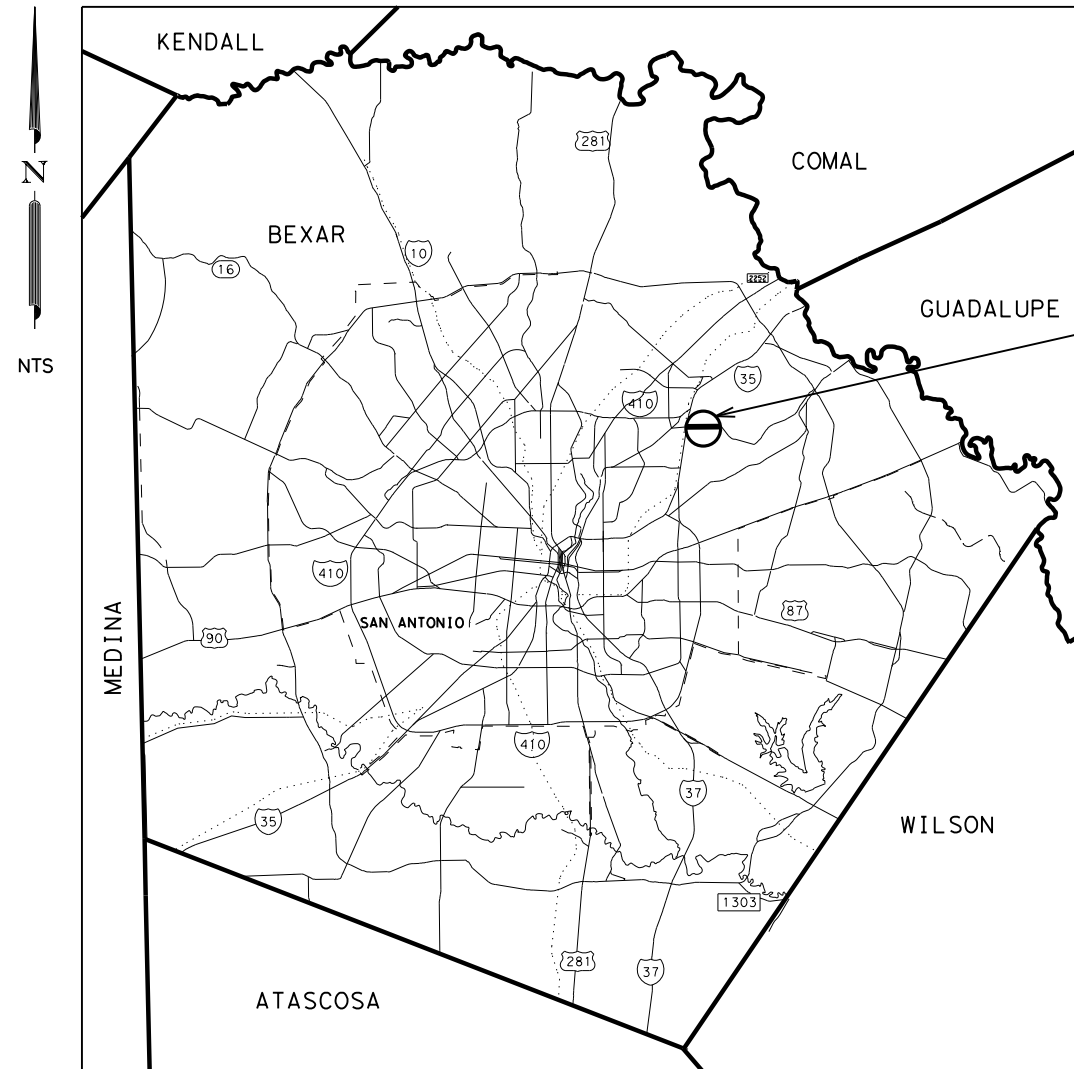 KENDALL
281
COMAL
N
BEXAR
10
16
2252
GUADALUPE
NTS
35
410
410
87
SAN ANTONIO
90
MEDINA
410
37
35
WILSON
1303
281
37
ATASCOSA